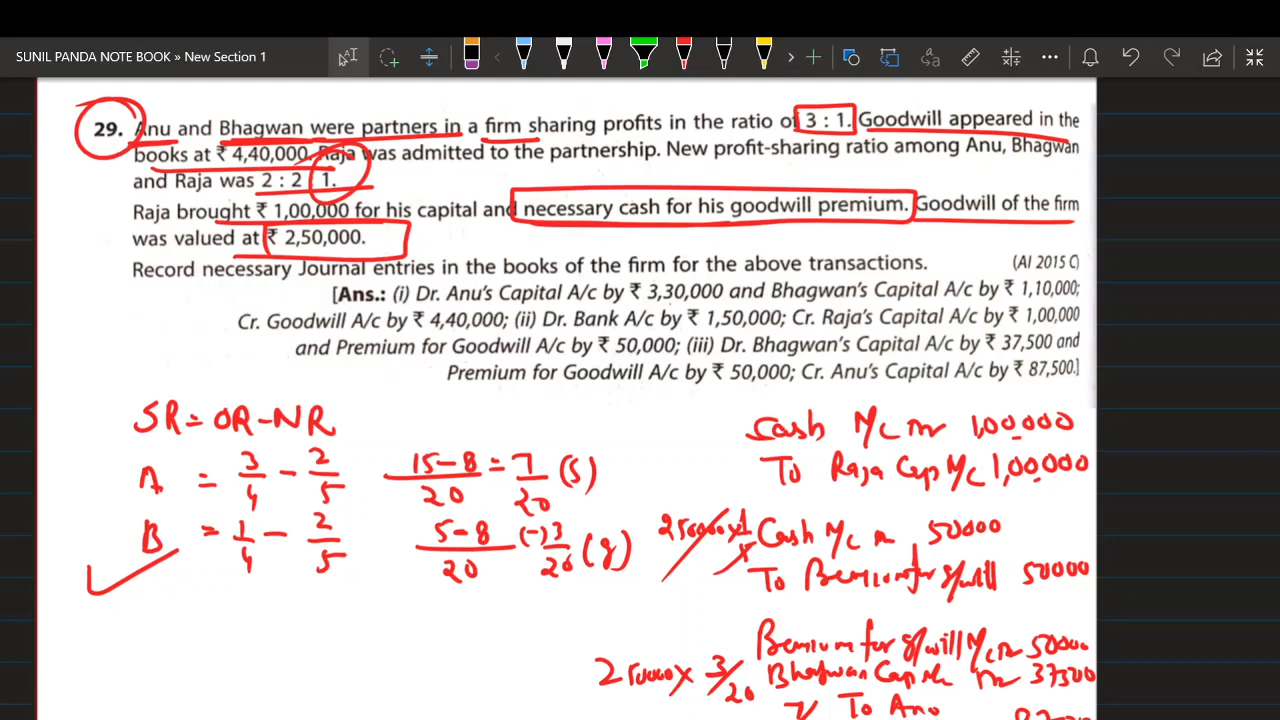 SUNIL PANDA NOTE BOOK » New Section 1
29. Anu and Bhagwan were partners in a firm sharing profits in the ratio of 3 : 1. Goodwill appeared in the
books at ₹ 4,40,000. Raja was admitted to the partnership. New profit-sharing ratio among Anu, Bhagwan
and Raja was 2 : 2 : 1.
Raja brought ₹ 1,00,000 for his capital and necessary cash for his goodwill premium. Goodwill of the firm
was valued at ₹ 2,50,000.
Record necessary Journal entries in the books of the firm for the above transactions. (AI 2015 C)
[Ans.: (i) Dr. Anu's Capital A/c by ₹ 3,30,000 and Bhagwan's Capital A/c by ₹ 1,10,000;
Cr. Goodwill A/c by ₹ 4,40,000; (ii) Dr. Bank A/c by ₹ 1,50,000; Cr. Raja's Capital A/c by ₹ 1,00,000
and Premium for Goodwill A/c by ₹ 50,000; (iii) Dr. Bhagwan's Capital A/c by ₹ 37,500 and
Premium for Goodwill A/c by ₹ 50,000; Cr. Anu's Capital A/c by ₹ 87,500.]
SR = OR - NR
A = 3/4 - 2/5 15-8/20 = 7/20 (S)
B = 1/4 - 2/5 5-8/20 (-)3/20 (g)
Cash A/c Dr 1,00,000
To Raja Cap A/c 1,00,000
Cash A/c Dr 50000
To Premium for g/will 50000
Premium for g/will A/c Dr 50000
250000 × 3/20 Bhagwan Cap A/c Dr 37500
To Anu